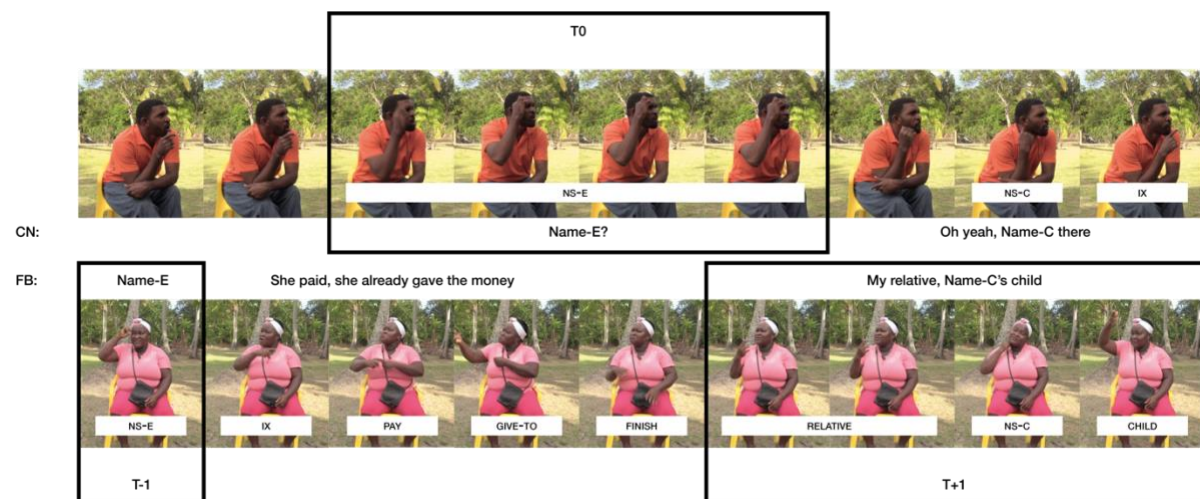 T0
NS-E
NS-C
IX
CN:
Name-E?
Oh yeah, Name-C there
FB:
Name-E
She paid, she already gave the money
My relative, Name-C's child
NS-E
IX
PAY
GIVE-TO
FINISH
RELATIVE
NS-C
CHILD
T-1
T+1